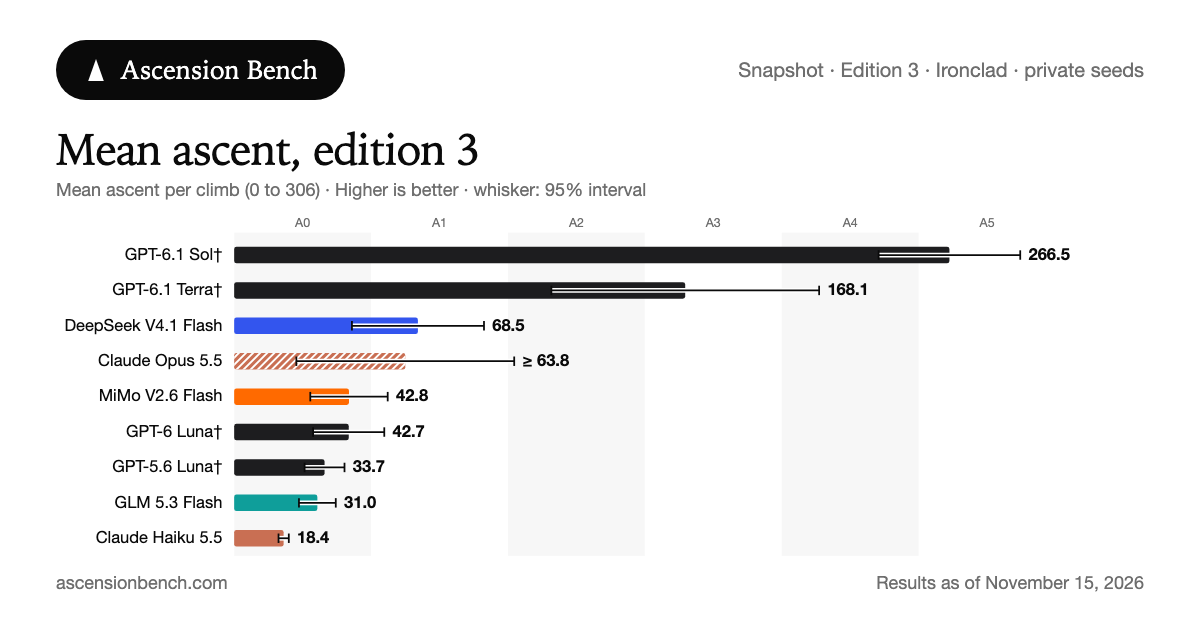 Ascension Bench
Snapshot · Edition 3 · Ironclad · private seeds
Mean ascent, edition 3
Mean ascent per climb (0 to 306) · Higher is better · whisker: 95% interval
A0 A1 A2 A3 A4 A5
GPT-6.1 Sol† 266.5
GPT-6.1 Terra† 168.1
DeepSeek V4.1 Flash 68.5
Claude Opus 5.5 ≥ 63.8
MiMo V2.6 Flash 42.8
GPT-6 Luna† 42.7
GPT-5.6 Luna† 33.7
GLM 5.3 Flash 31.0
Claude Haiku 5.5 18.4
ascensionbench.com
Results as of November 15, 2026